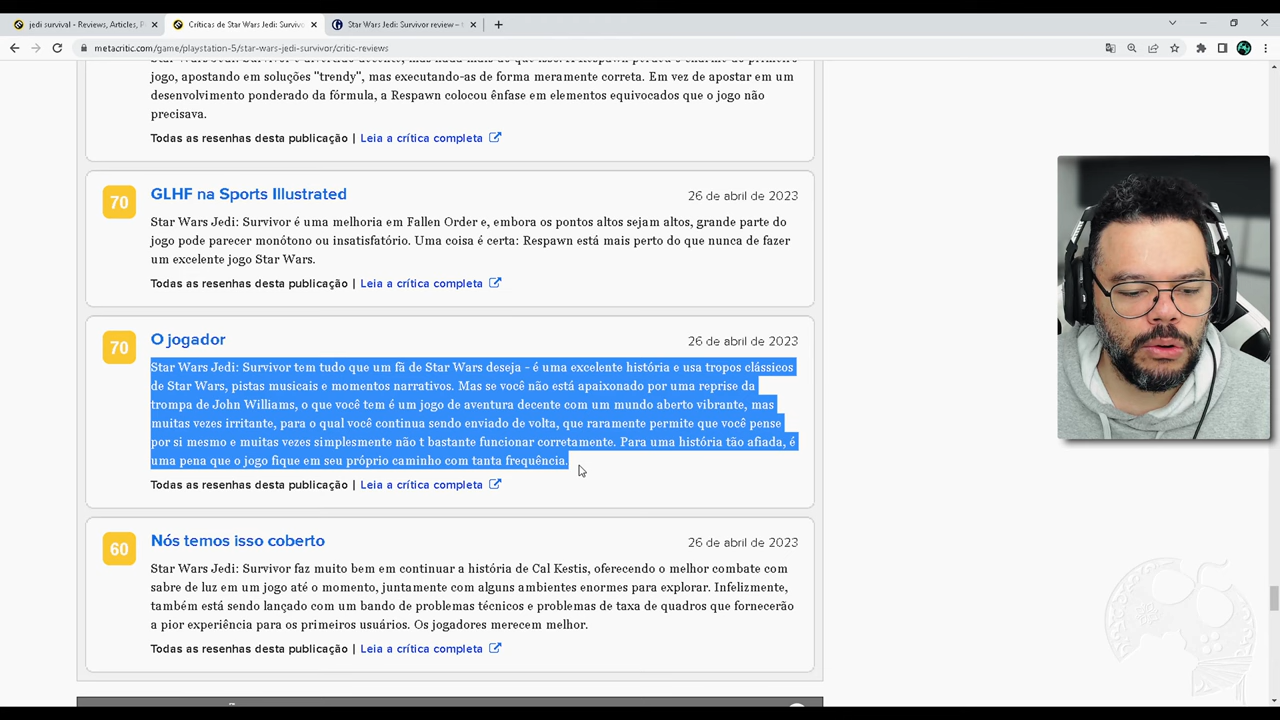 jedi survival - Reviews, Articles, P
Críticas de Star Wars Jedi: Survivo
Star Wars Jedi: Survivor review –
metacritic.com/game/playstation-5/star-wars-jedi-survivor/critic-reviews
jogo, apostando em soluções "trendy", mas executando-as de forma meramente correta. Em vez de apostar em um
desenvolvimento ponderado da fórmula, a Respawn colocou ênfase em elementos equivocados que o jogo não
precisava.
Todas as resenhas desta publicação | Leia a crítica completa
70
GLHF na Sports Illustrated
26 de abril de 2023
Star Wars Jedi: Survivor é uma melhoria em Fallen Order e, embora os pontos altos sejam altos, grande parte do
jogo pode parecer monótono ou insatisfatório. Uma coisa é certa: Respawn está mais perto do que nunca de fazer
um excelente jogo Star Wars.
Todas as resenhas desta publicação | Leia a crítica completa
70
O jogador
26 de abril de 2023
Star Wars Jedi: Survivor tem tudo que um fã de Star Wars deseja - é uma excelente história e usa tropos clássicos
de Star Wars, pistas musicais e momentos narrativos. Mas se você não está apaixonado por uma reprise da
trompa de John Williams, o que você tem é um jogo de aventura decente com um mundo aberto vibrante, mas
muitas vezes irritante, para o qual você continua sendo enviado de volta, que raramente permite que você pense
por si mesmo e muitas vezes simplesmente não t bastante funcionar corretamente. Para uma história tão afiada, é
uma pena que o jogo fique em seu próprio caminho com tanta frequência.
Todas as resenhas desta publicação | Leia a crítica completa
60
Nós temos isso coberto
26 de abril de 2023
Star Wars Jedi: Survivor faz muito bem em continuar a história de Cal Kestis, oferecendo o melhor combate com
sabre de luz em um jogo até o momento, juntamente com alguns ambientes enormes para explorar. Infelizmente,
também está sendo lançado com um bando de problemas técnicos e problemas de taxa de quadros que fornecerão
a pior experiência para os primeiros usuários. Os jogadores merecem melhor.
Todas as resenhas desta publicação | Leia a crítica completa